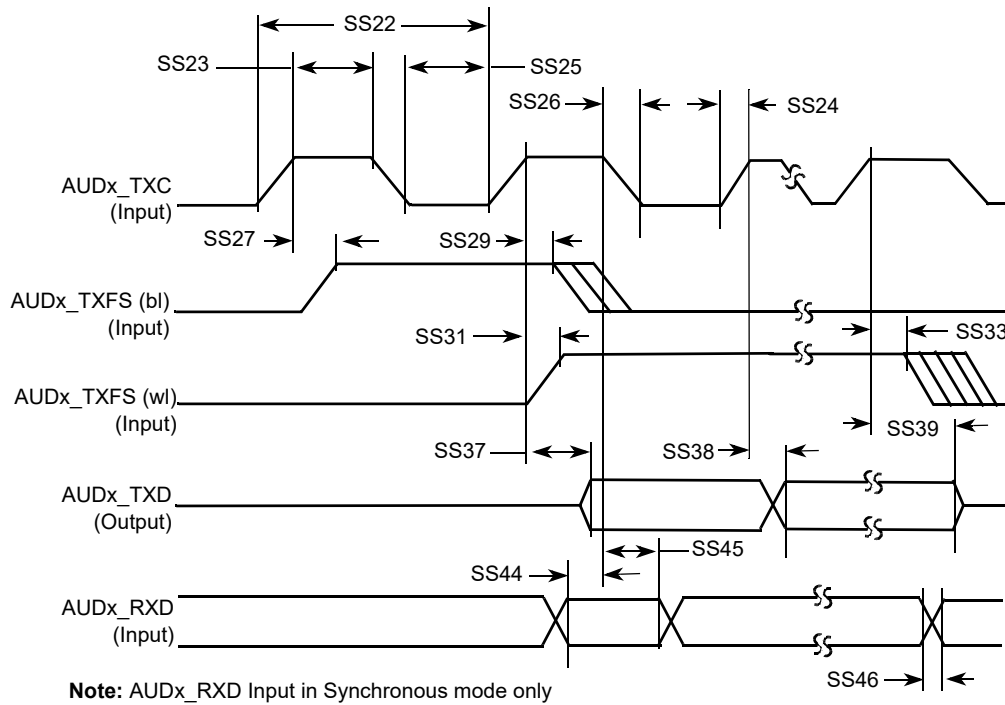 SS22
SS23
SS25
SS26
SS24
AUDx_TXC
(Input)
SS27
SS29
AUDx_TXFS (bl)
(Input)
SS31
SS33
AUDx_TXFS (wl)
(Input)
SS39
SS37
SS38
AUDx_TXD
(Output)
SS45
SS44
AUDx_RXD
(Input)
SS46
Note: AUDx_RXD Input in Synchronous mode only